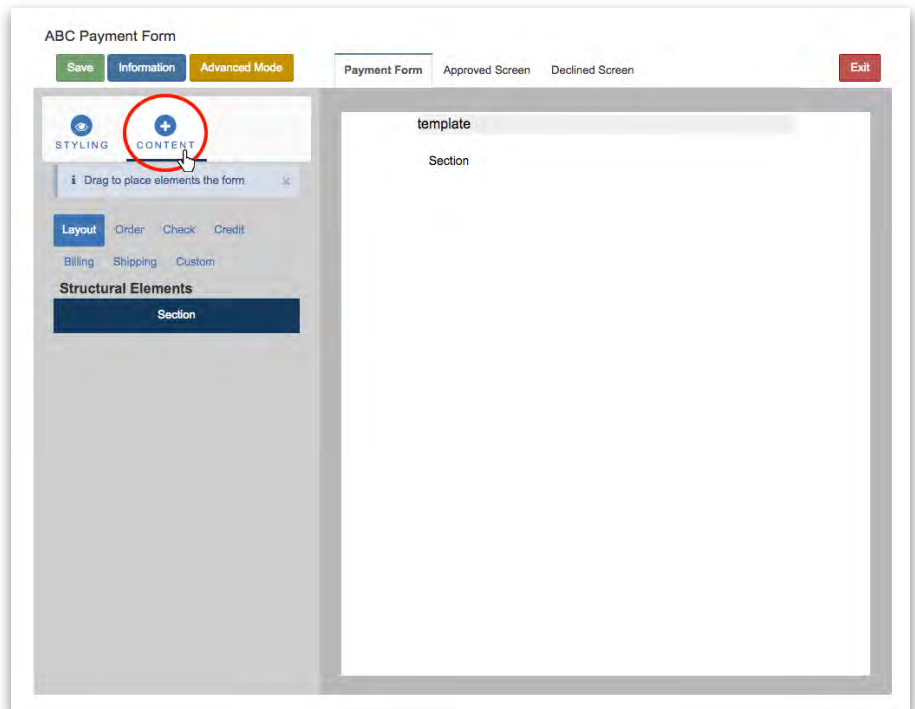 ABC Payment Form
Save Information Advanced Mode
Payment Form Approved Screen Declined Screen Exit
STYLING CONTENT
i Drag to place elements the form ×
Layout Order Check Credit
Billing Shipping Custom
Structural Elements
Section
template
Section